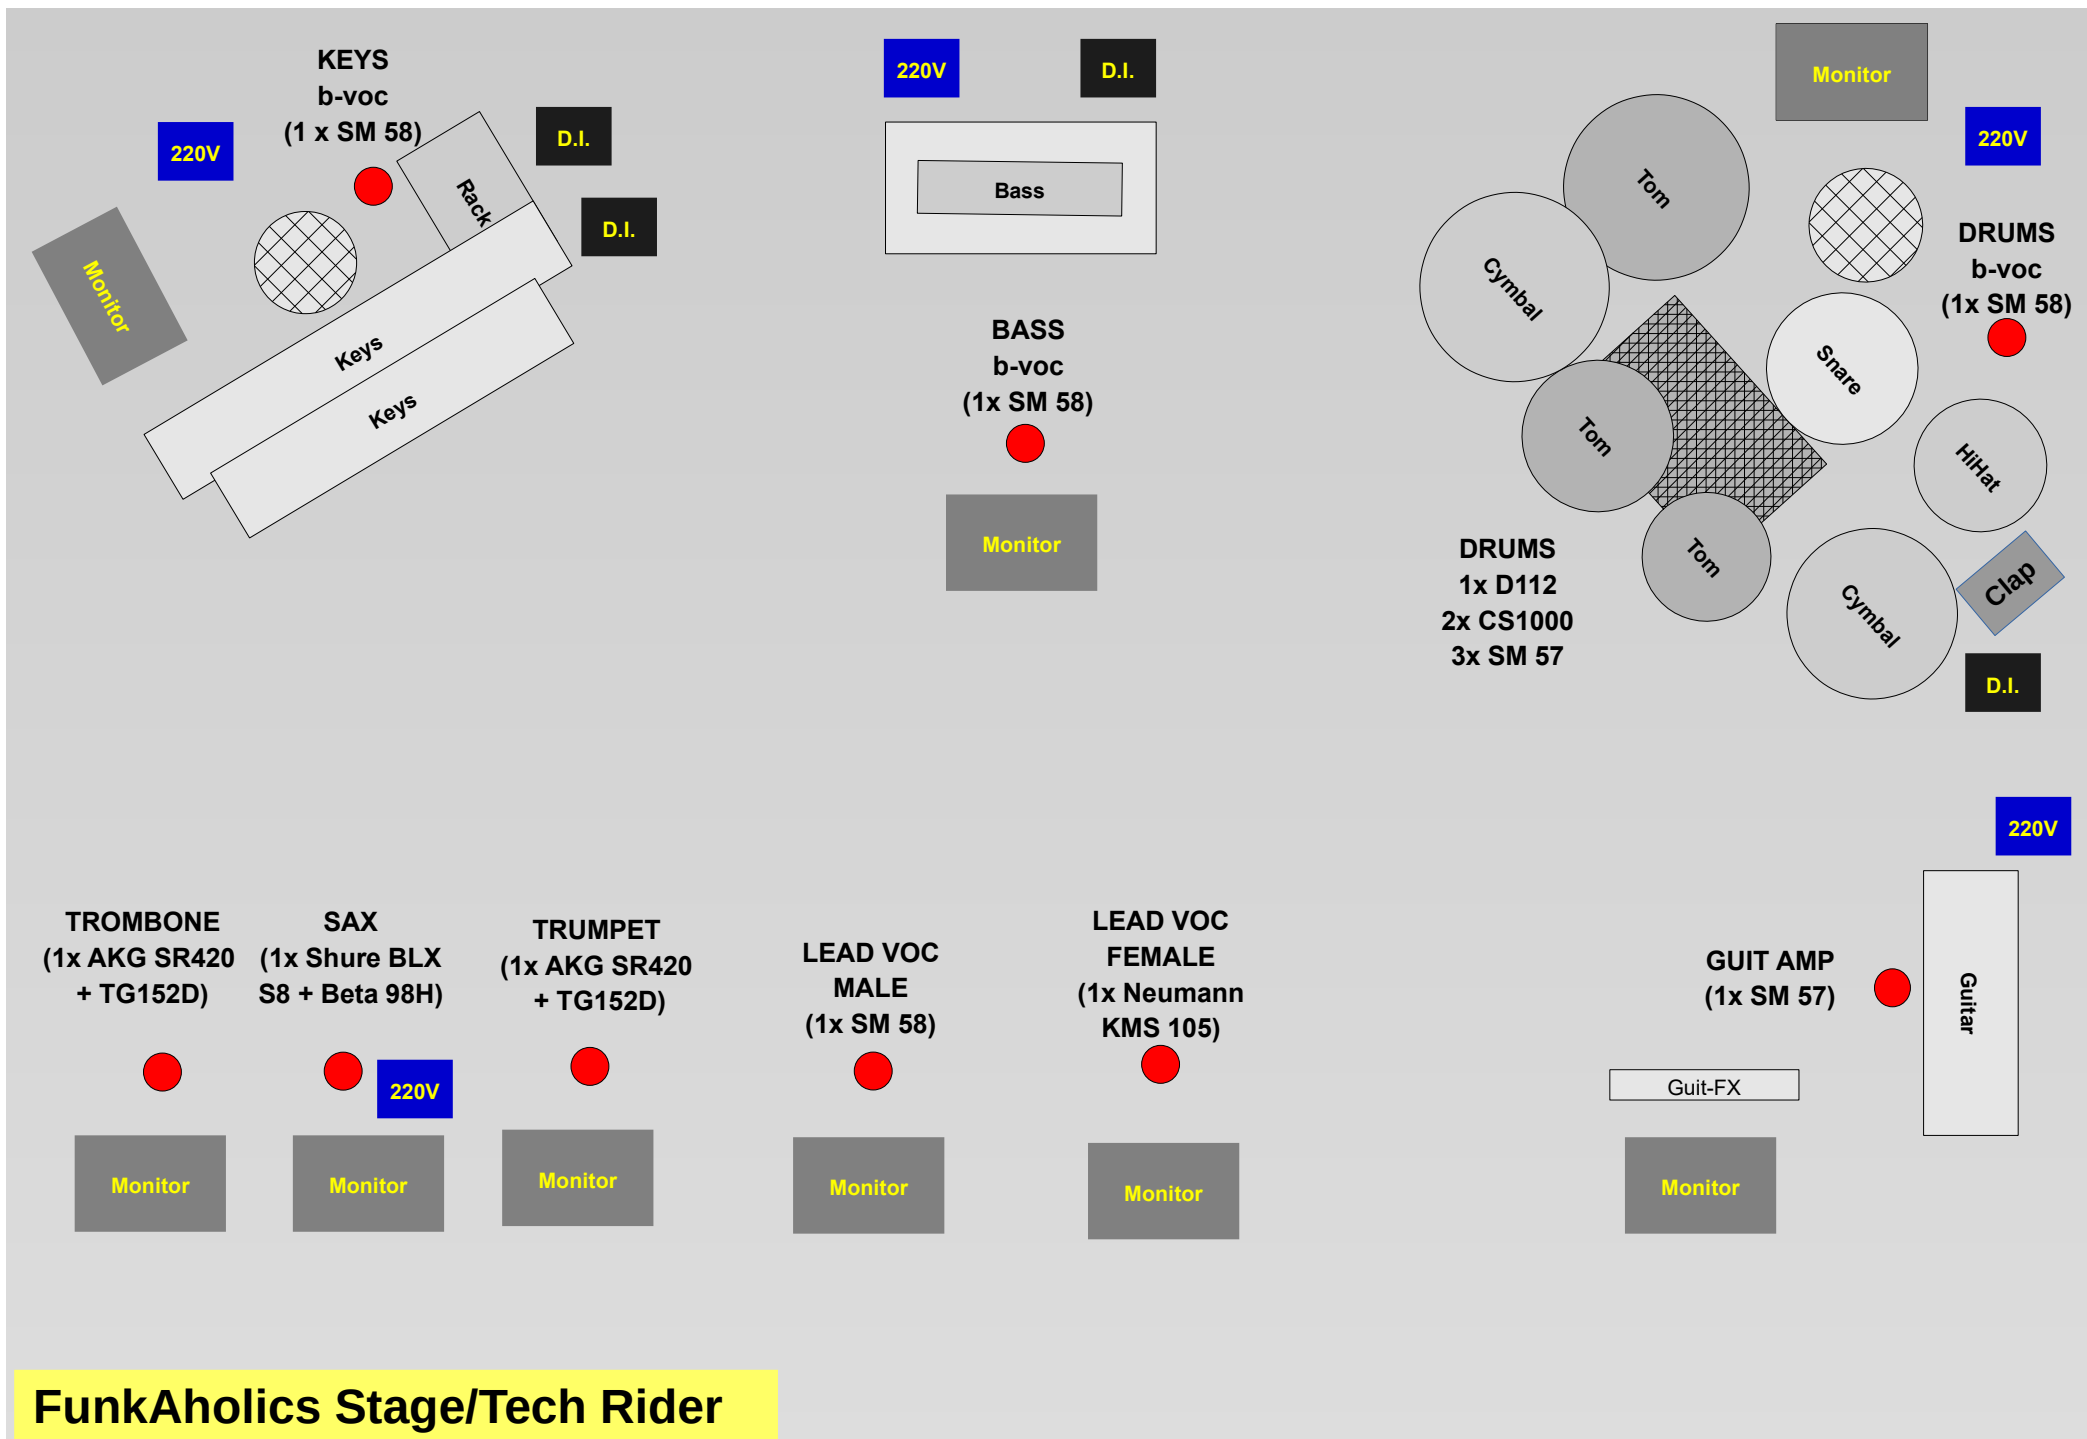 KEYS
b-voc
(1 x SM 58)
220V
D.I.
D.I.
Rack
Monitor
Keys
Keys
220V
D.I.
Bass
BASS
b-voc
(1x SM 58)
Monitor
Monitor
220V
Tom
Cymbal
DRUMS
b-voc
(1x SM 58)
Snare
Tom
HiHat
Tom
Clap
Cymbal
D.I.
DRUMS
1x D112
2x CS1000
3x SM 57
220V
TROMBONE
(1x AKG SR420
+ TG152D)
SAX
(1x Shure BLX
S8 + Beta 98H)
TRUMPET
(1x AKG SR420
+ TG152D)
LEAD VOC
MALE
(1x SM 58)
LEAD VOC
FEMALE
(1x Neumann
KMS 105)
GUIT AMP
(1x SM 57)
Guitar
220V
Guit-FX
Monitor
Monitor
Monitor
Monitor
Monitor
Monitor
FunkAholics Stage/Tech Rider